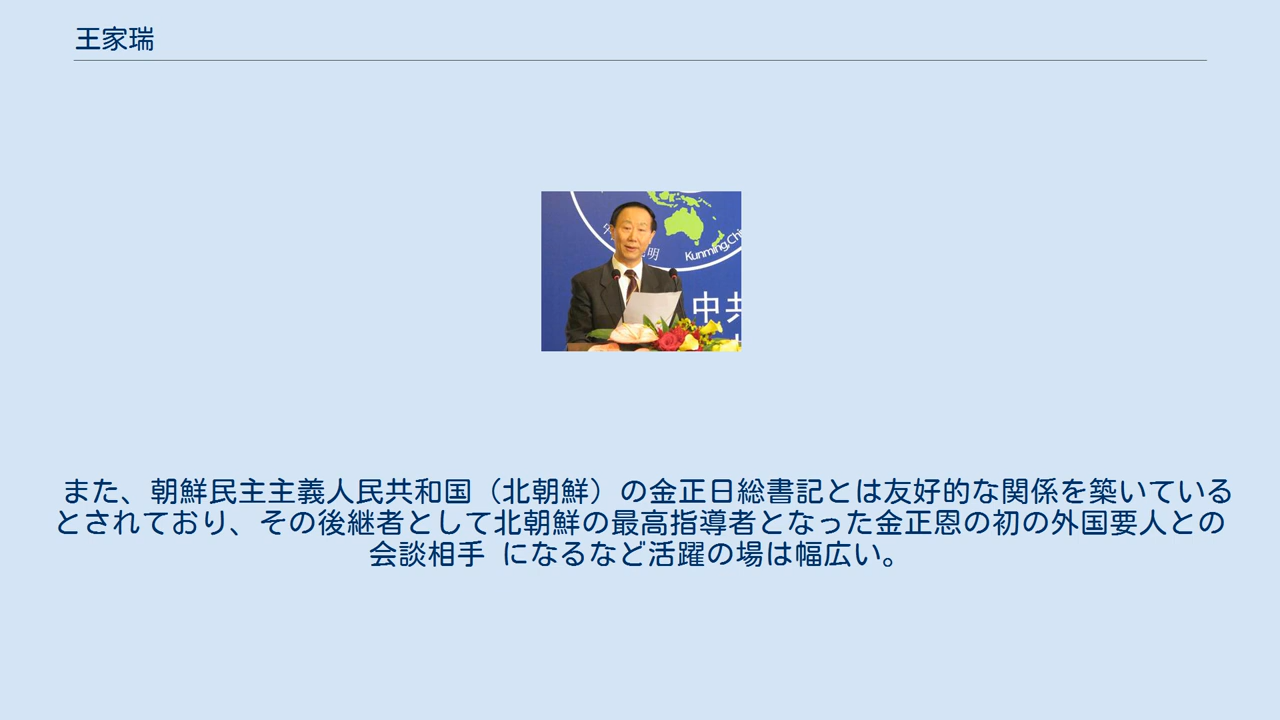 王家瑞
Kunming,Chi
明
中共
また、朝鮮民主主義人民共和国（北朝鮮）の金正日総書記とは友好的な関係を築いている
とされており、その後継者として北朝鮮の最高指導者となった金正恩の初の外国要人との
会談相手 になるなど活躍の場は幅広い。